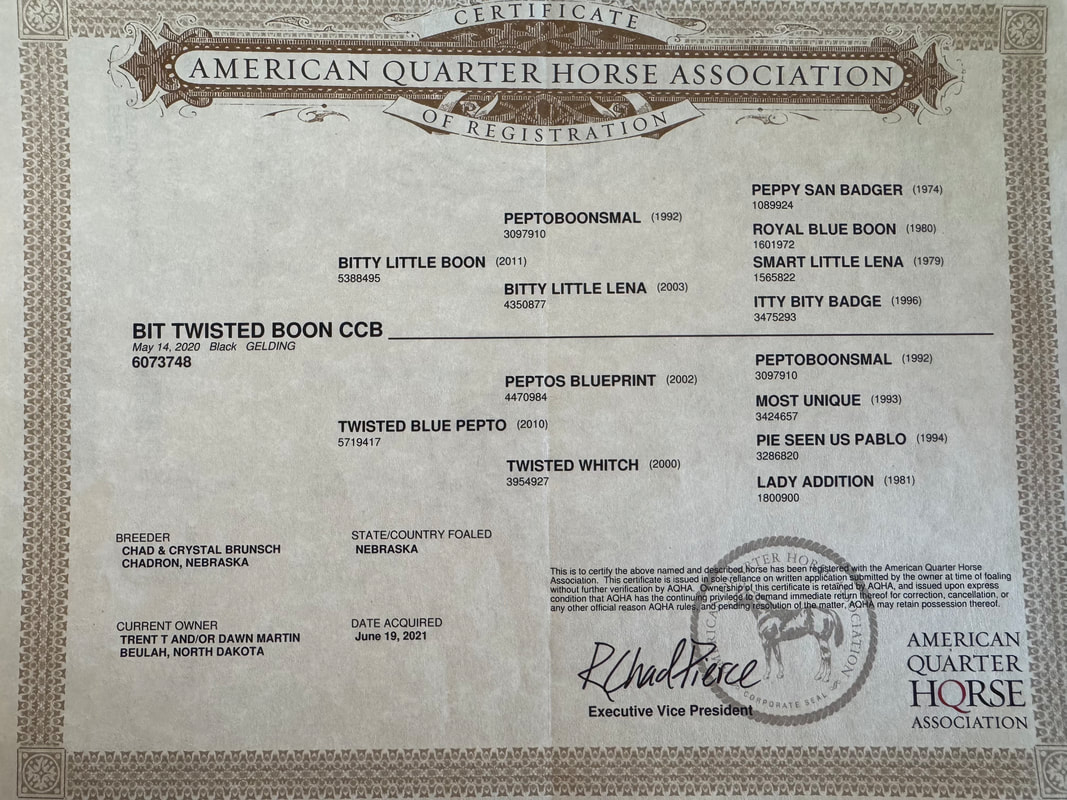 CERTIFICATE
AMERICAN QUARTER HORSE ASSOCIATION
OF REGISTRATION
PEPPY SAN BADGER (1974)
1089924
PEPTOBOONSMAL (1992)
3097910
ROYAL BLUE BOON (1980)
1601972
BITTY LITTLE BOON (2011)
5388495
SMART LITTLE LENA (1979)
1565822
BITTY LITTLE LENA (2003)
4350877
ITTY BITY BADGE (1996)
3475293
BIT TWISTED BOON CCB
May 14, 2020 Black GELDING
6073748
PEPTOBOONSMAL (1992)
3097910
PEPTOS BLUEPRINT (2002)
4470984
MOST UNIQUE (1993)
3424657
TWISTED BLUE PEPTO (2010)
5719417
PIE SEEN US PABLO (1994)
3286820
TWISTED WHITCH (2000)
3954927
LADY ADDITION (1981)
1800900
BREEDER
CHAD & CRYSTAL BRUNSCH
CHADRON, NEBRASKA
STATE/COUNTRY FOALED
NEBRASKA
CURRENT OWNER
TRENT T AND/OR DAWN MARTIN
BEULAH, NORTH DAKOTA
DATE ACQUIRED
June 19, 2021
This is to certify the above named and described horse has been registered with the American Quarter Horse
Association. This certificate is issued in sole reliance on written application submitted by the owner at time of foaling
without further verification by AQHA. Ownership of this certificate is retained by AQHA, and issued upon express
condition that AQHA has the continuing privilege to demand immediate return thereof for correction, cancellation, or
any other official reason AQHA rules, and pending resolution of the matter, AQHA may retain possession thereof.
R Chad Pierce
Executive Vice President
CORPORATE SEAL
AMERICAN
QUARTER
HORSE
ASSOCIATION